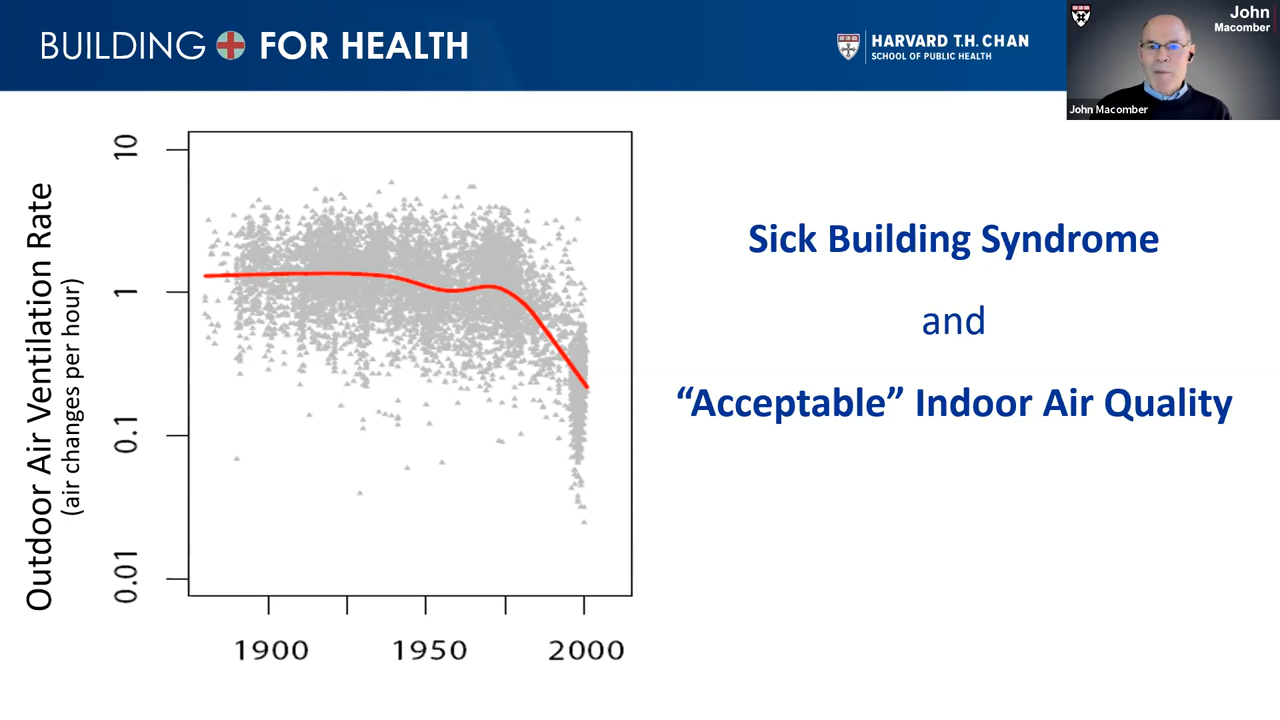 BUILDING FOR HEALTH
HARVARD T.H. CHAN
SCHOOL OF PUBLIC HEALTH
John
Macomber
John Macomber
Outdoor Air Ventilation Rate
(air changes per hour)
10
1
0.1
0.01
1900
1950
2000
Sick Building Syndrome
and
“Acceptable” Indoor Air Quality